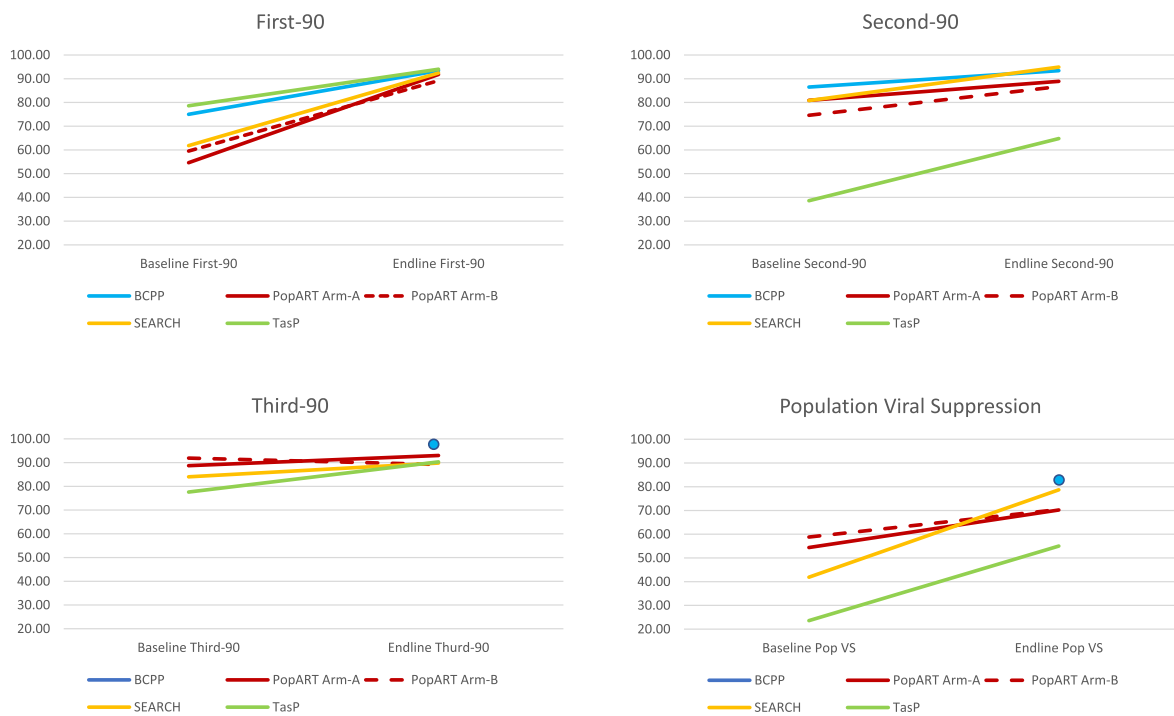 First-90
100.00
90.00
80.00
70.00
60.00
50.00
40.00
30.00
20.00
Baseline First-90 Endline First-90
BCPP PopART Arm-A PopART Arm-B
SEARCH TasP
Second-90
100.00
90.00
80.00
70.00
60.00
50.00
40.00
30.00
20.00
Baseline Second-90 Endline Second-90
BCPP PopART Arm-A PopART Arm-B
SEARCH TasP
Third-90
100.00
90.00
80.00
70.00
60.00
50.00
40.00
30.00
20.00
Baseline Third-90 Endline Thurd-90
BCPP PopART Arm-A PopART Arm-B
SEARCH TasP
Population Viral Suppression
100.00
90.00
80.00
70.00
60.00
50.00
40.00
30.00
20.00
Baseline Pop VS Endline Pop VS
BCPP PopART Arm-A PopART Arm-B
SEARCH TasP